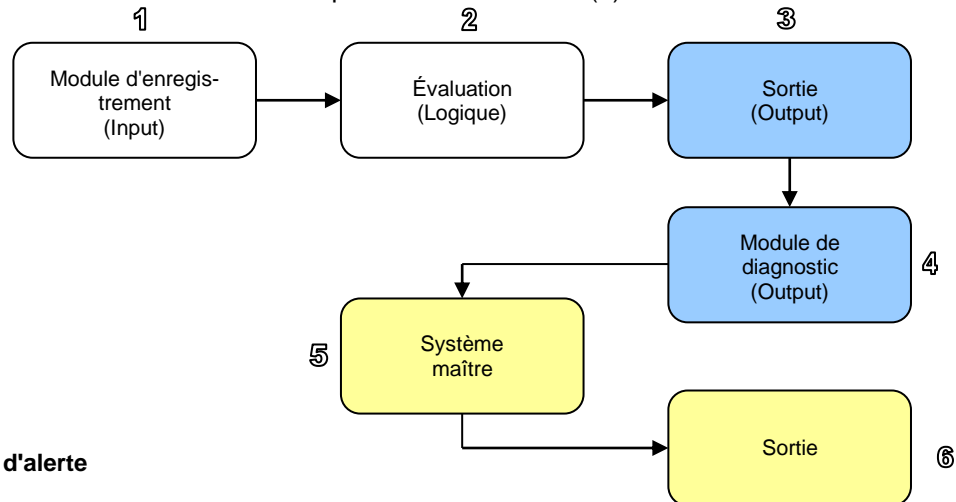 1
2
3
Module d'enregis-
trement
(Input)
Évaluation
(Logique)
Sortie
(Output)
Module de
diagnostic
(Output)
4
Système
maître
5
Sortie
6
d'alerte